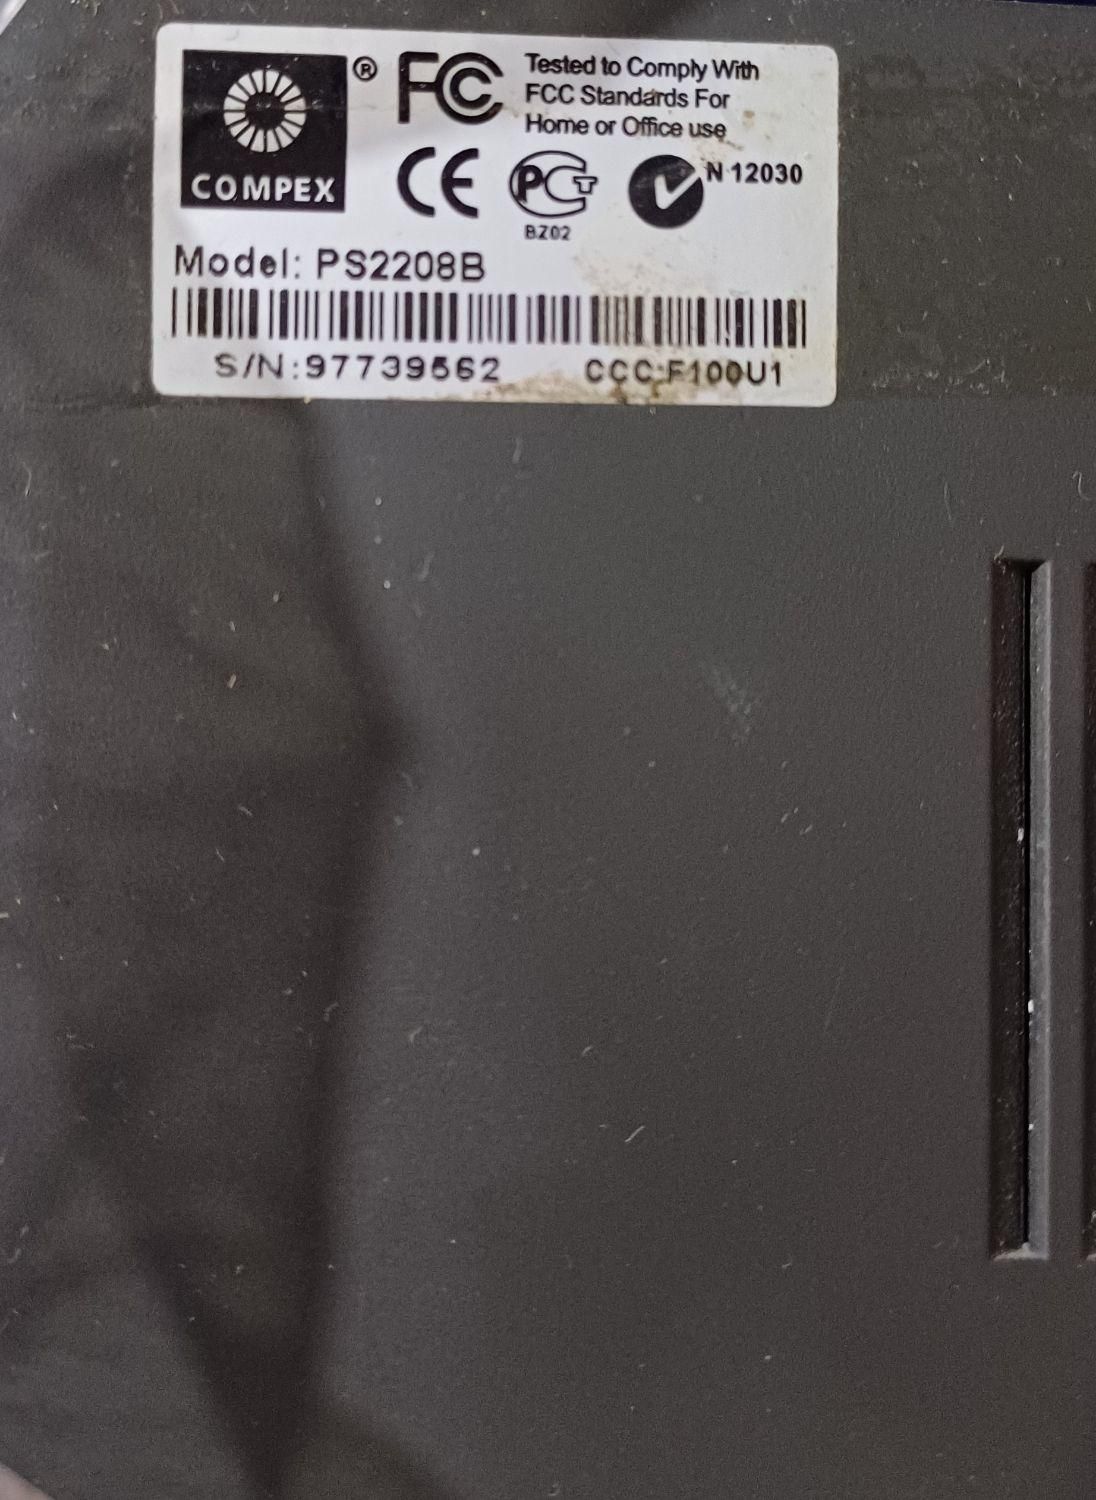 COMPEX
®
FC
Tested to Comply With
FCC Standards For
Home or Office use
CE
PCT
BZ02
N 12030
Model: PS2208B
S/N:97739562 CCC:F100U1